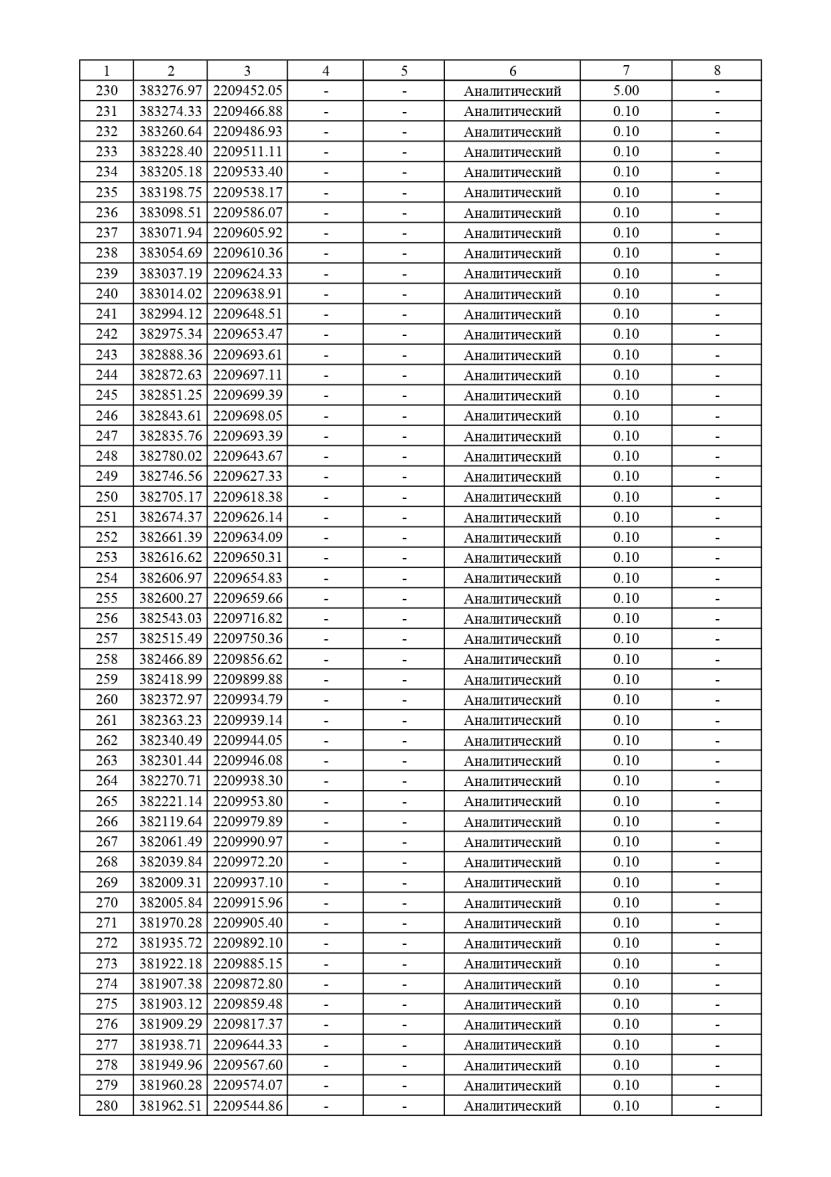 1 2 3 4 5 6 7 8
230 383276.97 2209452.05 - - Аналитический 5.00 -
231 383274.33 2209466.88 - - Аналитический 0.10 -
232 383260.64 2209486.93 - - Аналитический 0.10 -
233 383228.40 2209511.11 - - Аналитический 0.10 -
234 383205.18 2209533.40 - - Аналитический 0.10 -
235 383198.75 2209538.17 - - Аналитический 0.10 -
236 383098.51 2209586.07 - - Аналитический 0.10 -
237 383071.94 2209605.92 - - Аналитический 0.10 -
238 383054.69 2209610.36 - - Аналитический 0.10 -
239 383037.19 2209624.33 - - Аналитический 0.10 -
240 383014.02 2209638.91 - - Аналитический 0.10 -
241 382994.12 2209648.51 - - Аналитический 0.10 -
242 382975.34 2209653.47 - - Аналитический 0.10 -
243 382888.36 2209693.61 - - Аналитический 0.10 -
244 382872.63 2209697.11 - - Аналитический 0.10 -
245 382851.25 2209699.39 - - Аналитический 0.10 -
246 382843.61 2209698.05 - - Аналитический 0.10 -
247 382835.76 2209693.39 - - Аналитический 0.10 -
248 382780.02 2209643.67 - - Аналитический 0.10 -
249 382746.56 2209627.33 - - Аналитический 0.10 -
250 382705.17 2209618.38 - - Аналитический 0.10 -
251 382674.37 2209626.14 - - Аналитический 0.10 -
252 382661.39 2209634.09 - - Аналитический 0.10 -
253 382616.62 2209650.31 - - Аналитический 0.10 -
254 382606.97 2209654.83 - - Аналитический 0.10 -
255 382600.27 2209659.66 - - Аналитический 0.10 -
256 382543.03 2209716.82 - - Аналитический 0.10 -
257 382515.49 2209750.36 - - Аналитический 0.10 -
258 382466.89 2209856.62 - - Аналитический 0.10 -
259 382418.99 2209899.88 - - Аналитический 0.10 -
260 382372.97 2209934.79 - - Аналитический 0.10 -
261 382363.23 2209939.14 - - Аналитический 0.10 -
262 382340.49 2209944.05 - - Аналитический 0.10 -
263 382301.44 2209946.08 - - Аналитический 0.10 -
264 382270.71 2209938.30 - - Аналитический 0.10 -
265 382221.14 2209953.80 - - Аналитический 0.10 -
266 382119.64 2209979.89 - - Аналитический 0.10 -
267 382061.49 2209990.97 - - Аналитический 0.10 -
268 382039.84 2209972.20 - - Аналитический 0.10 -
269 382009.31 2209937.10 - - Аналитический 0.10 -
270 382005.84 2209915.96 - - Аналитический 0.10 -
271 381970.28 2209905.40 - - Аналитический 0.10 -
272 381935.72 2209892.10 - - Аналитический 0.10 -
273 381922.18 2209885.15 - - Аналитический 0.10 -
274 381907.38 2209872.80 - - Аналитический 0.10 -
275 381903.12 2209859.48 - - Аналитический 0.10 -
276 381909.29 2209817.37 - - Аналитический 0.10 -
277 381938.71 2209644.33 - - Аналитический 0.10 -
278 381949.96 2209567.60 - - Аналитический 0.10 -
279 381960.28 2209574.07 - - Аналитический 0.10 -
280 381962.51 2209544.86 - - Аналитический 0.10 -